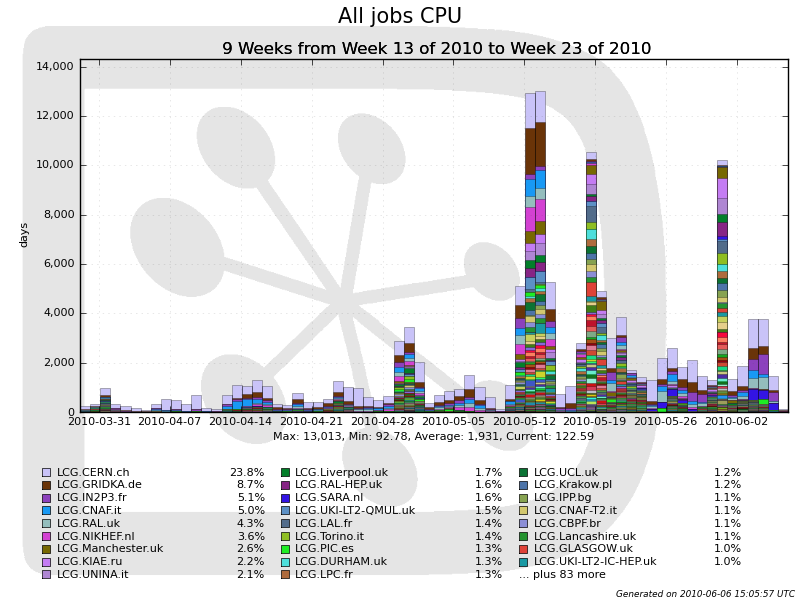 All jobs CPU
9 Weeks from Week 13 of 2010 to Week 23 of 2010
14,000
12,000
10,000
8,000
6,000
4,000
2,000
0
days
2010-03-31 2010-04-07 2010-04-14 2010-04-21 2010-04-28 2010-05-05 2010-05-12 2010-05-19 2010-05-26 2010-06-02
Max: 13,013, Min: 92.78, Average: 1,931, Current: 122.59
LCG.CERN.ch 23.8% LCG.Liverpool.uk 1.7% LCG.UCL.uk 1.2%
LCG.GRIDKA.de 8.7% LCG.RAL-HEP.uk 1.6% LCG.Krakow.pl 1.2%
LCG.IN2P3.fr 5.1% LCG.SARA.nl 1.6% LCG.IPP.bg 1.1%
LCG.CNAF.it 5.0% LCG.UKI-LT2-QMUL.uk 1.5% LCG.CNAF-T2.it 1.1%
LCG.RAL.uk 4.3% LCG.LAL.fr 1.4% LCG.CBPF.br 1.1%
LCG.NIKHEF.nl 3.6% LCG.Torino.it 1.4% LCG.Lancashire.uk 1.1%
LCG.Manchester.uk 2.6% LCG.PIC.es 1.3% LCG.GLASGOW.uk 1.0%
LCG.KIAE.ru 2.2% LCG.DURHAM.uk 1.3% LCG.UKI-LT2-IC-HEP.uk 1.0%
LCG.UNINA.it 2.1% LCG.LPC.fr 1.3% ... plus 83 more
Generated on 2010-06-06 15:05:57 UTC